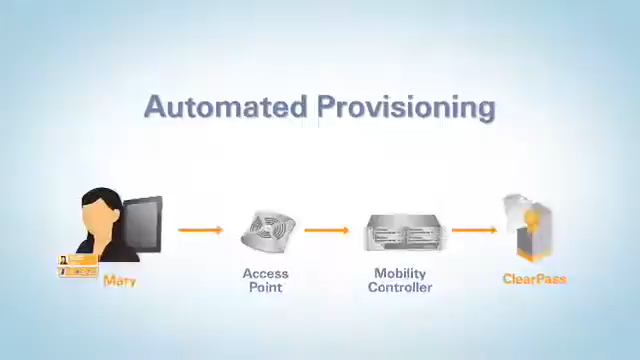 Automated Provisioning
Mary
Access
Point
Mobility
Controller
ClearPass